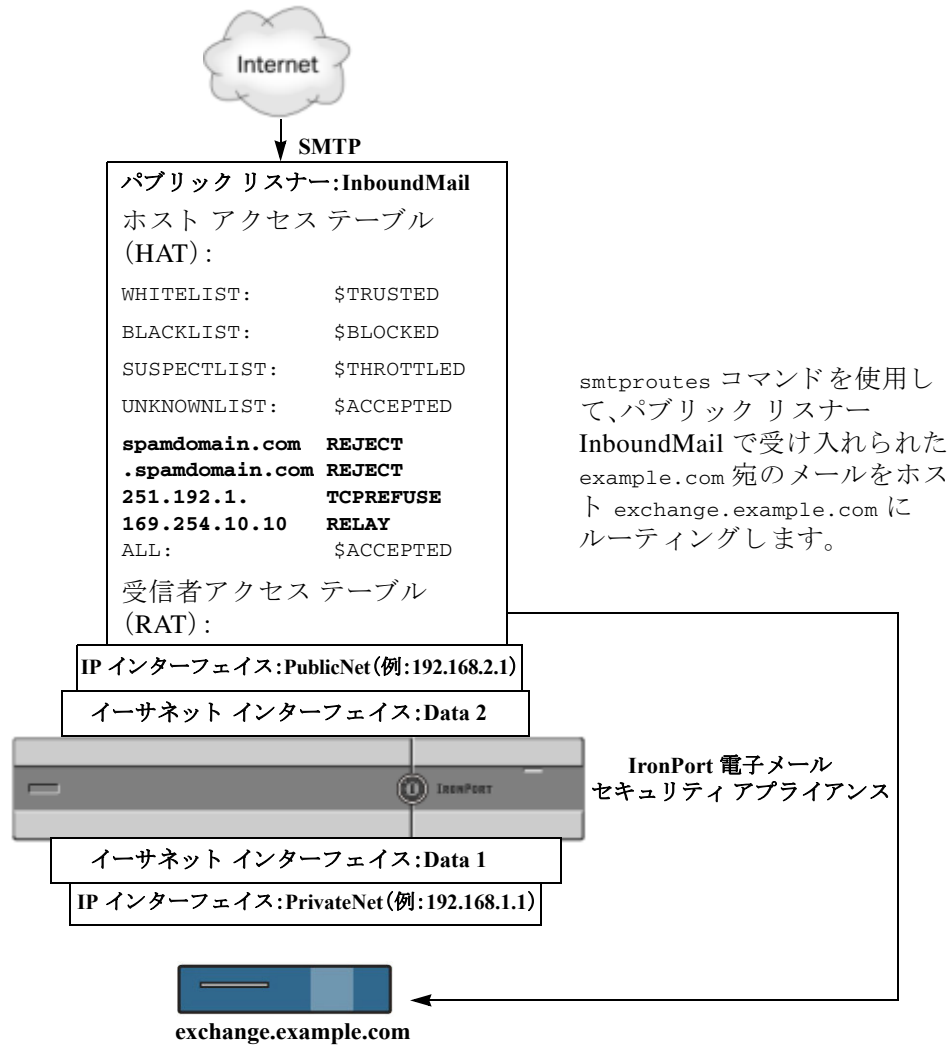 Internet
SMTP
パブリック リスナー:InboundMail
ホスト アクセス テーブル
(HAT):
WHITELIST: $TRUSTED
BLACKLIST: $BLOCKED
SUSPECTLIST: $THROTTLED
UNKNOWNLIST: $ACCEPTED
spamdomain.com REJECT
.spamdomain.com REJECT
251.192.1. TCPREFUSE
169.254.10.10 RELAY
ALL: $ACCEPTED
受信者アクセス テーブル
(RAT):
smtproutes コマンドを使用し
て、パブリック リスナー
InboundMail で受け入れられた
example.com 宛のメールをホス
ト exchange.example.com に
ルーティングします。
IP インターフェイス:PublicNet(例:192.168.2.1)
イーサネット インターフェイス:Data 2
IRONPORT
IronPort 電子メール
セキュリティ アプライアンス
イーサネット インターフェイス:Data 1
IP インターフェイス:PrivateNet(例:192.168.1.1)
exchange.example.com